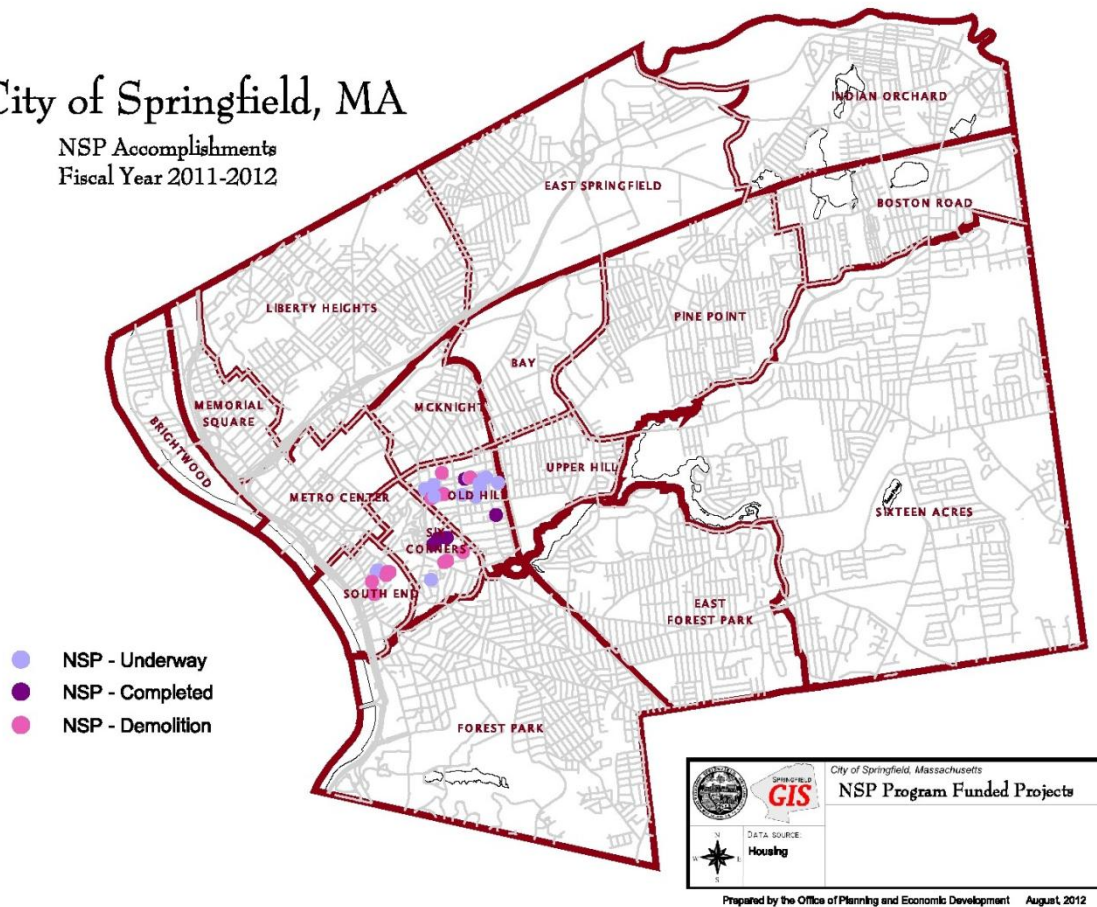 City of Springfield, MA
NSP Accomplishments
Fiscal Year 2011-2012
INDIAN ORCHARD
EAST SPRINGFIELD
BOSTON ROAD
LIBERTY HEIGHTS
PINE POINT
BAY
MEMORIAL
SQUARE
MCKNIGHT
BRIGHTWOOD
UPPER HILL
METRO CENTER
OLD HILL
SIXTEEN ACRES
SIX
CORNERS
SOUTH END
EAST
FOREST PARK
FOREST PARK
NSP - Underway
NSP - Completed
NSP - Demolition
SPRINGFIELD
GIS
City of Springfield, Massachusetts
NSP Program Funded Projects
N
W E
S
DATA SOURCE:
Housing
Prepared by the Office of Planning and Economic Development August, 2012